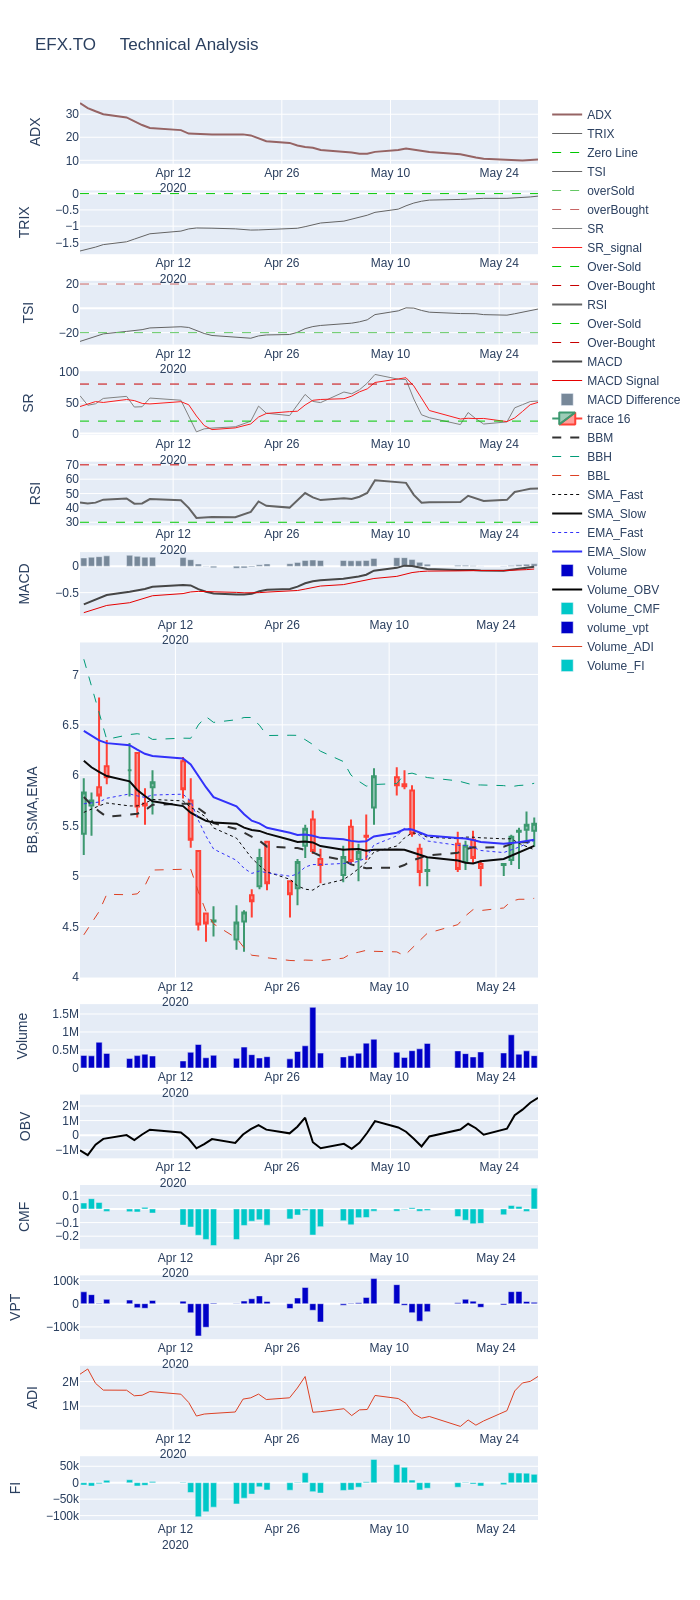 EFX.TO     Technical Analysis
ADX
30
20
10
Apr 12
2020
Apr 26
May 10
May 24
TRIX
0
−0.5
−1
−1.5
Apr 12
2020
Apr 26
May 10
May 24
TSI
20
0
−20
Apr 12
2020
Apr 26
May 10
May 24
SR
100
50
0
Apr 12
2020
Apr 26
May 10
May 24
RSI
70
60
50
40
30
Apr 12
2020
Apr 26
May 10
May 24
MACD
0
−0.5
Apr 12
2020
Apr 26
May 10
May 24
BB,SMA,EMA
7
6.5
6
5.5
5
4.5
4
Apr 12
2020
Apr 26
May 10
May 24
Volume
1.5M
1M
0.5M
0
Apr 12
2020
Apr 26
May 10
May 24
OBV
2M
1M
0
−1M
Apr 12
2020
Apr 26
May 10
May 24
CMF
0.1
0
−0.1
−0.2
Apr 12
2020
Apr 26
May 10
May 24
VPT
100k
0
−100k
Apr 12
2020
Apr 26
May 10
May 24
ADI
2M
1M
Apr 12
2020
Apr 26
May 10
May 24
FI
50k
0
−50k
−100k
Apr 12
2020
Apr 26
May 10
May 24
ADX
TRIX
Zero Line
TSI
overSold
overBought
SR
SR_signal
Over-Sold
Over-Bought
RSI
Over-Sold
Over-Bought
MACD
MACD Signal
MACD Difference
trace 16
BBM
BBH
BBL
SMA_Fast
SMA_Slow
EMA_Fast
EMA_Slow
Volume
Volume_OBV
Volume_CMF
volume_vpt
Volume_ADI
Volume_FI